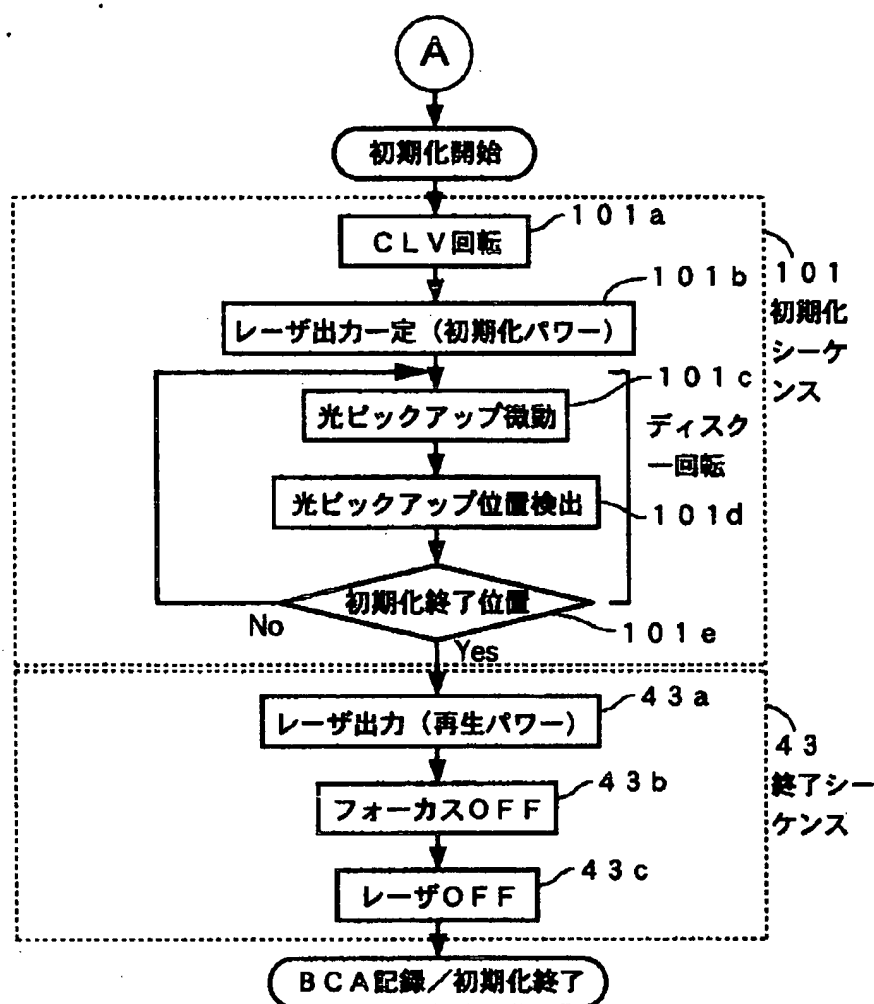 A
初期化開始
101a
CLV回転
101b
101
初期化
シーケ
ンス
レーザ出力一定（初期化パワー）
101c
光ピックアップ微動
ディスク
一回転
光ピックアップ位置検出
101d
初期化終了位置
No
101e
Yes
43a
レーザ出力（再生パワー）
43
終了シー
ケンス
43b
フォーカスOFF
43c
レーザOFF
BCA記録／初期化終了